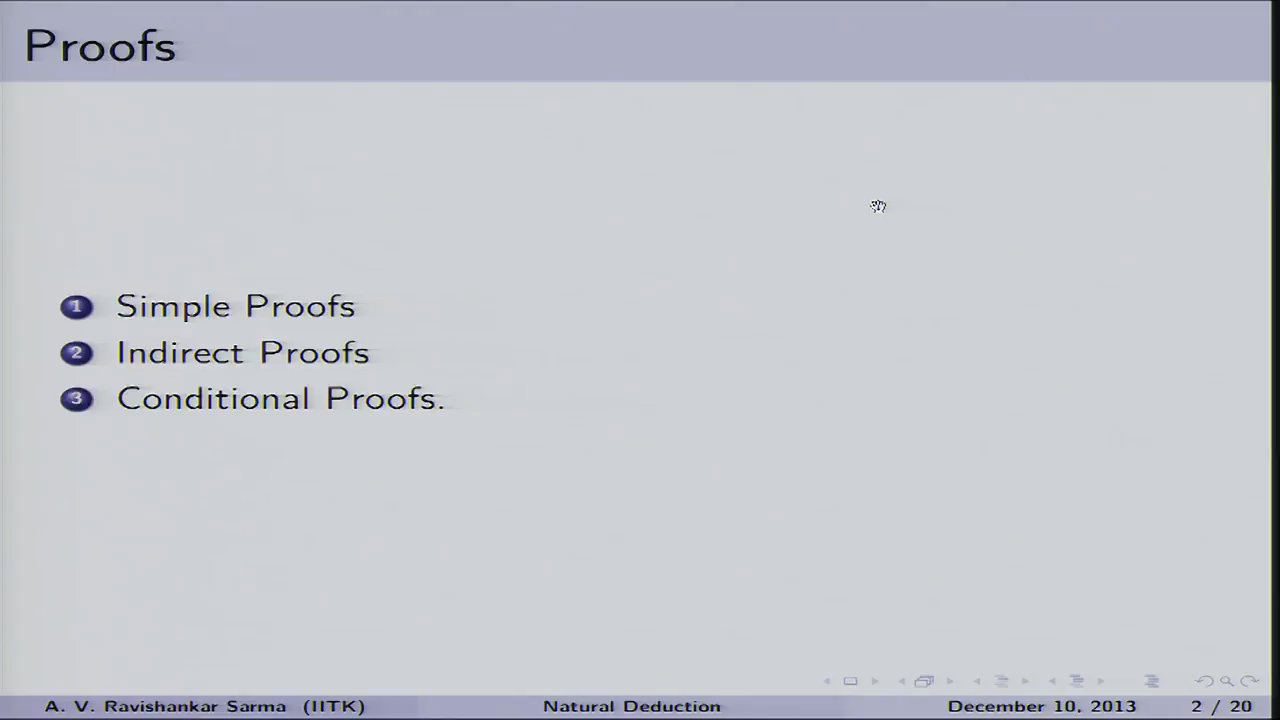 Proofs
1 Simple Proofs
2 Indirect Proofs
3 Conditional Proofs.
A. V. Ravishankar Sarma (IITK) Natural Deduction December 10, 2013 2 / 20